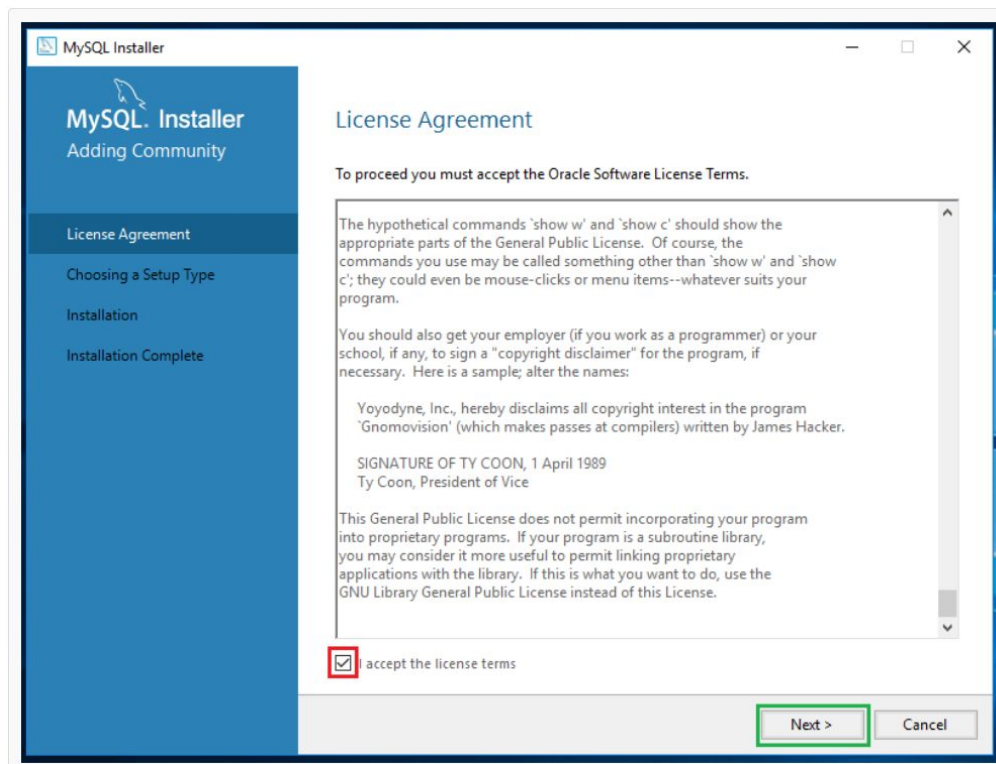 MySQL Installer
MySQL. Installer
Adding Community
License Agreement
Choosing a Setup Type
Installation
Installation Complete
License Agreement
To proceed you must accept the Oracle Software License Terms.
The hypothetical commands `show w' and `show c' should show the
appropriate parts of the General Public License.  Of course, the
commands you use may be called something other than `show w' and `show
c'; they could even be mouse-clicks or menu items--whatever suits your
program.
You should also get your employer (if you work as a programmer) or your
school, if any, to sign a "copyright disclaimer" for the program, if
necessary.  Here is a sample; alter the names:
Yoyodyne, Inc., hereby disclaims all copyright interest in the program
`Gnomovision' (which makes passes at compilers) written by James Hacker.
SIGNATURE OF TY COON, 1 April 1989
Ty Coon, President of Vice
This General Public License does not permit incorporating your program
into proprietary programs.  If your program is a subroutine library,
you may consider it more useful to permit linking proprietary
applications with the library.  If this is what you want to do, use the
GNU Library General Public License instead of this License.
I accept the license terms
Next >
Cancel